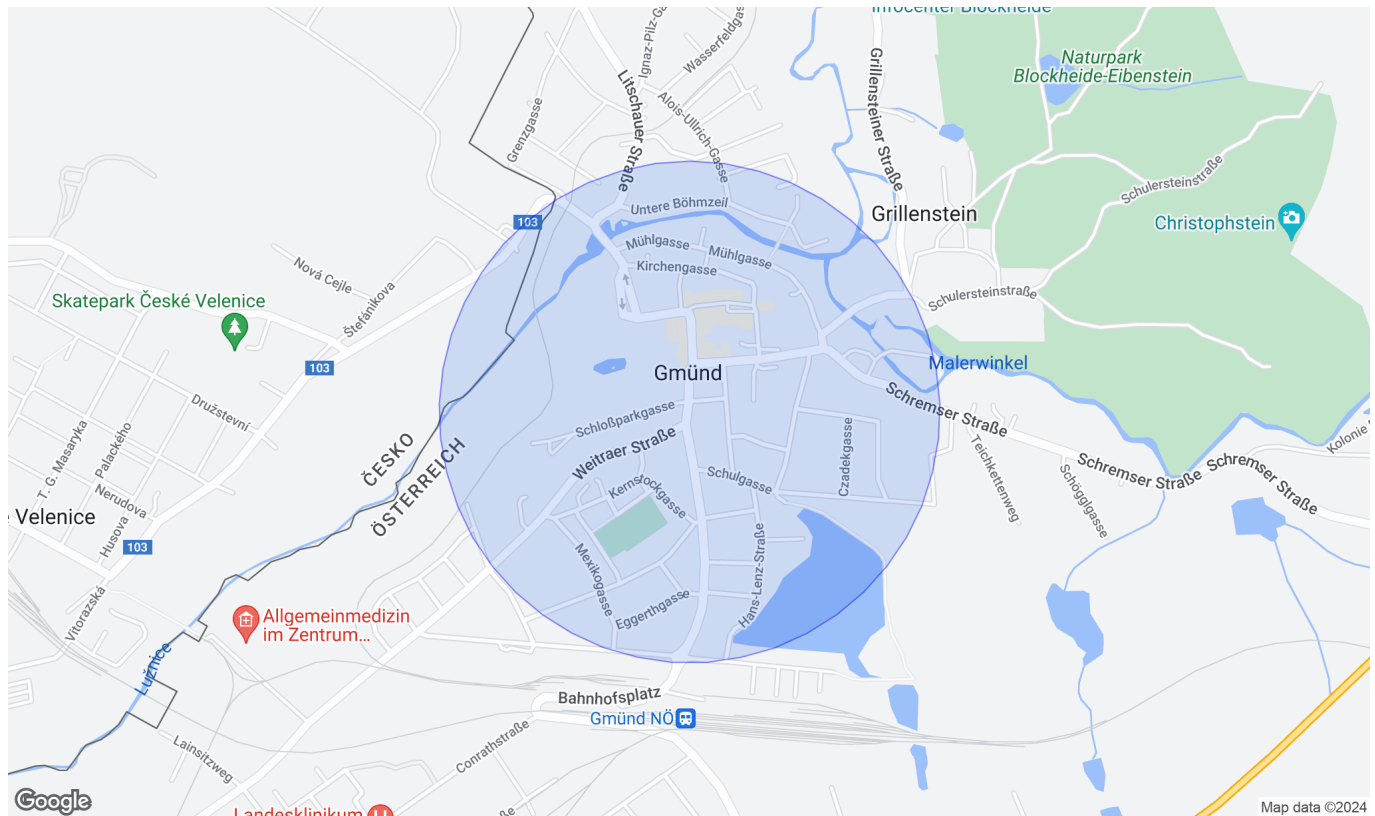 Infocenter Blockheide
Naturpark
Blockheide-Eibenstein
Ignaz-Pilz-Ga
Wasserfeldgasse
Litschauer Straße
Alois-Ullrich-Gasse
Grenzgasse
Grillensteiner Straße
Schulersteinstraße
Untere Böhmzeil
Grillenstein
Christophstein
103
Mühlgasse
Mühlgasse
Kirchengasse
Nová Cejle
Štefánikova
Skatepark České Velenice
Schulersteinstraße
103
Gmünd
Malerwinkel
Schremser Straße
Družstevní
T. G. Masaryka
Palackého
Schloßparkgasse
Weitraer Straße
ČESKO
ÖSTERREICH
Czadekgasse
Teichkettenweg
Kolonie
Schremser Straße
Schremser Straße
Schögglgasse
Schulgasse
Kernstockgasse
Nerudova
Velenice
Husova
103
Mexikogasse
Hans-Lenz-Straße
Eggerthgasse
Vitorazská
Allgemeinmedizin
im Zentrum...
Lužnice
Bahnhofsplatz
Gmünd NÖ
Conrathstraße
Lainsitzweg
Landesklinikum
ße
Google
Map data ©2024